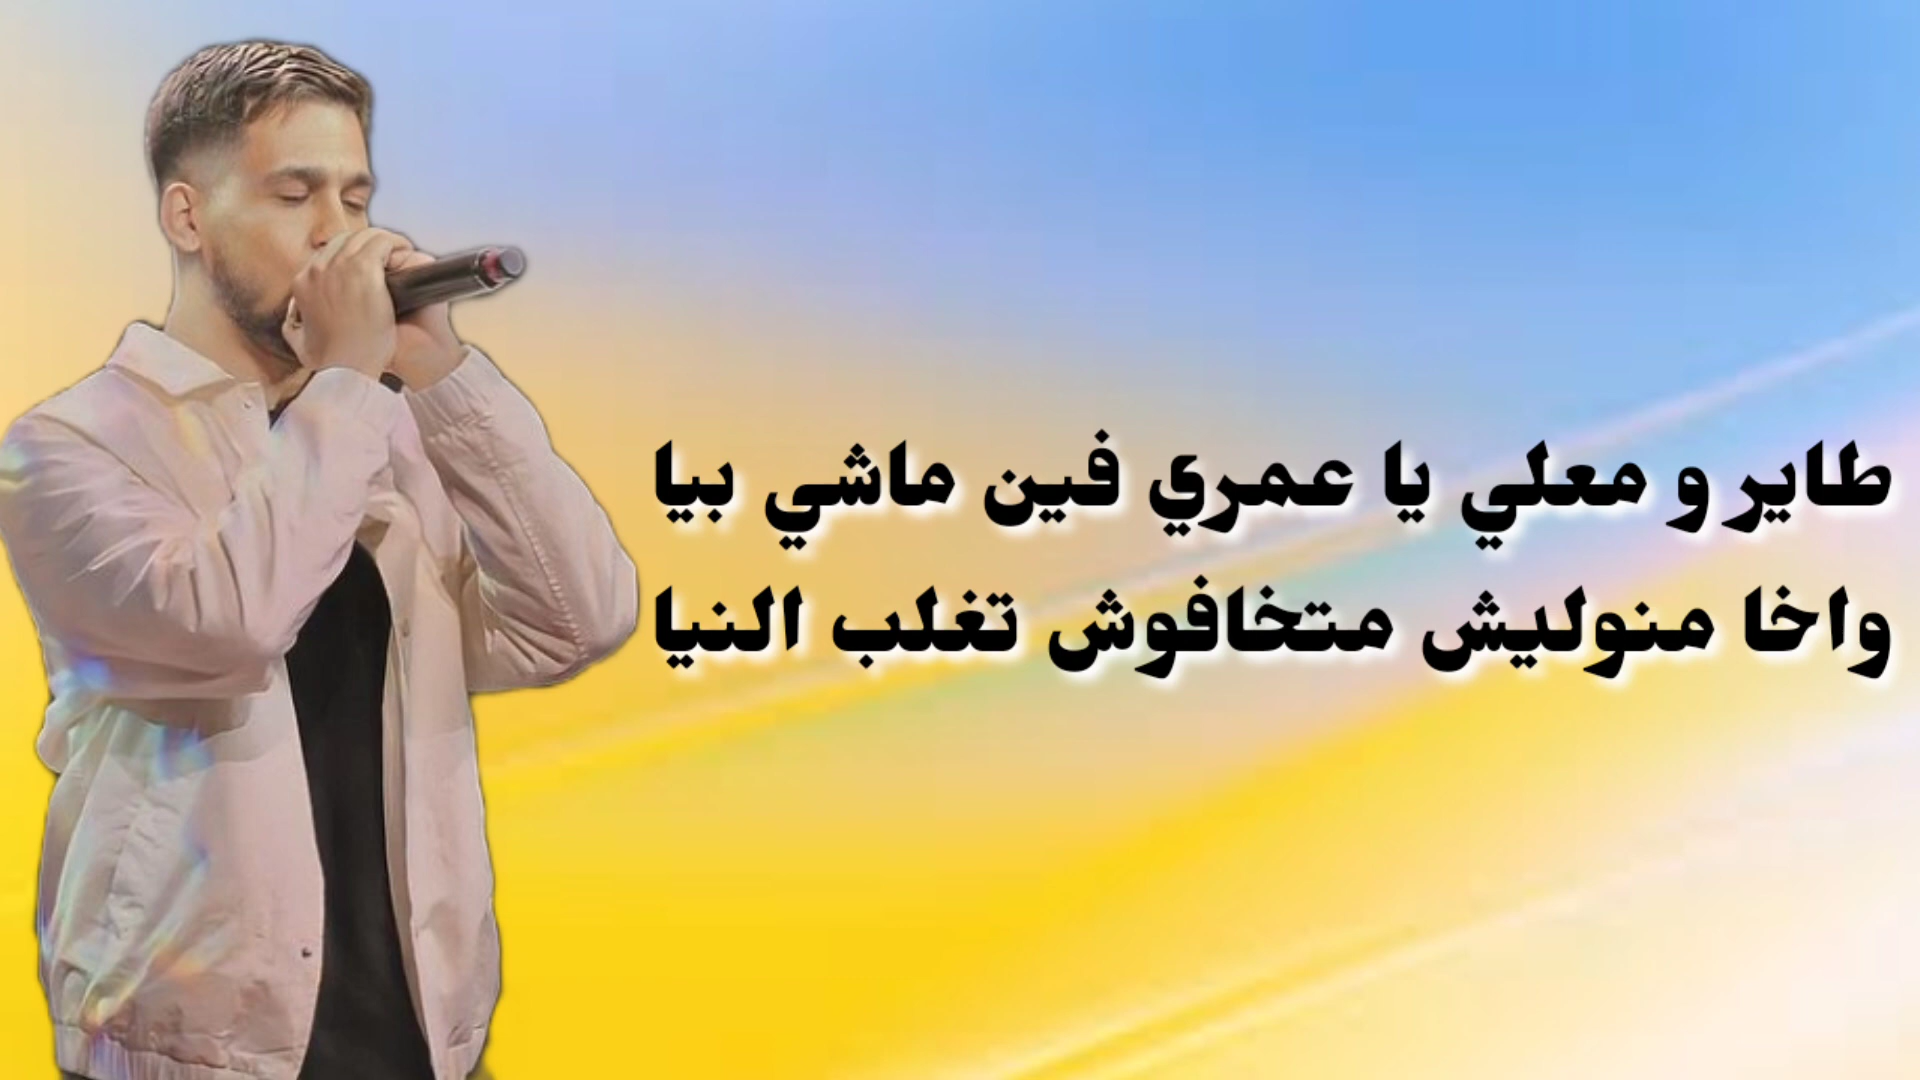 طاير و معلي يا عمري فين ماشي بيا
واخا منوليش متخافوش تغلب النيا